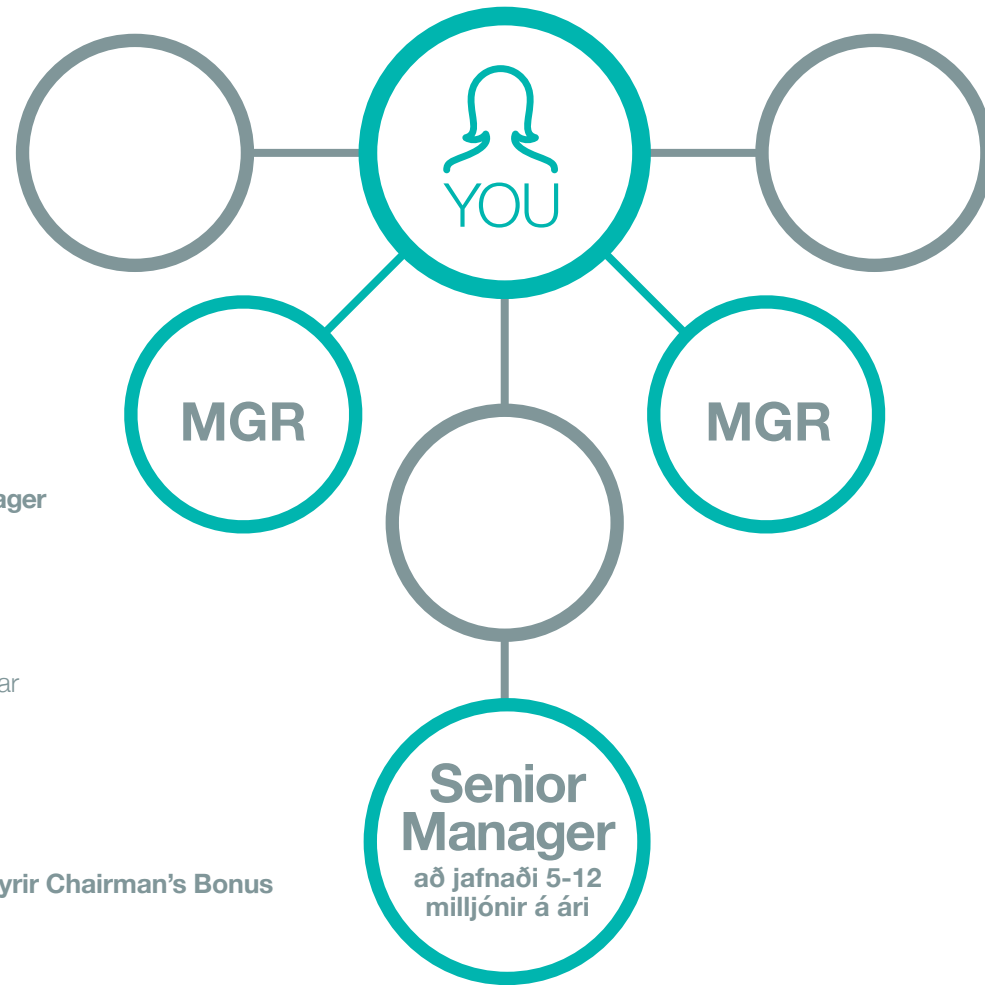 YOU
MGR
MGR
ager
ar
Senior
Manager
að jafnaði 5-12
milljónir á ári
yrir Chairman's Bonus